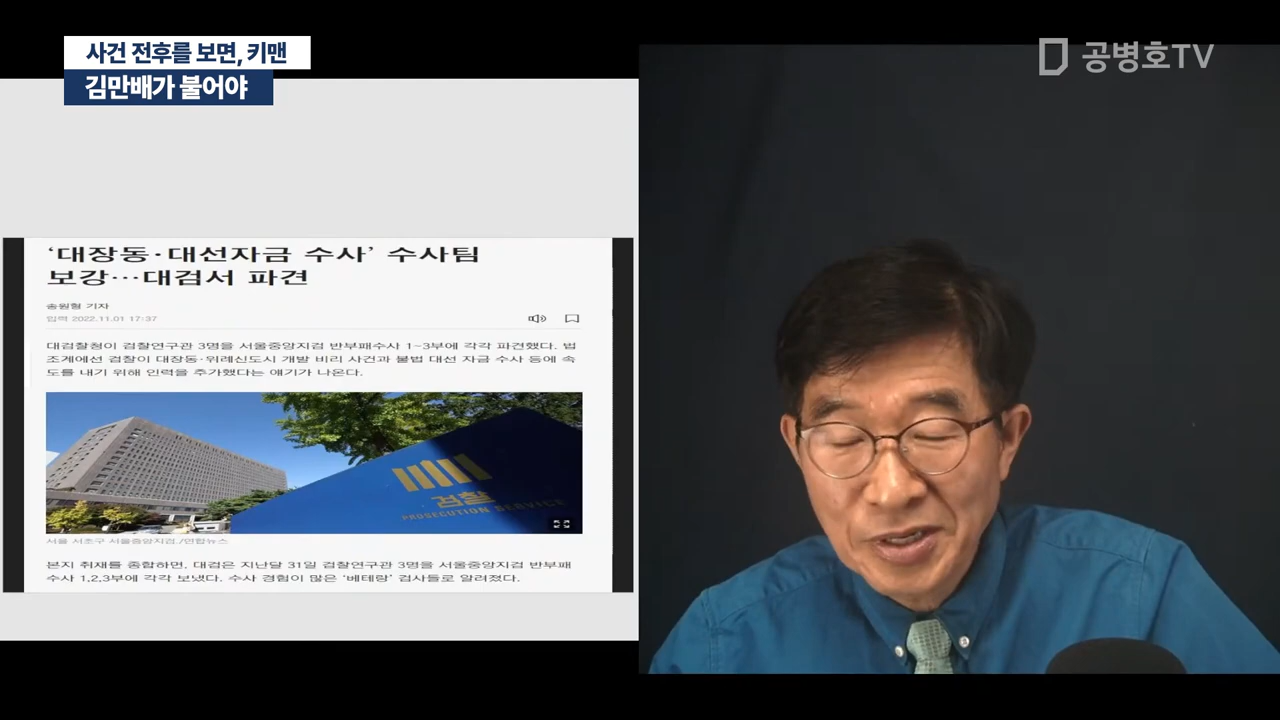 사건 전후를 보면, 키맨
김만배가 불어야
공병호TV
‘대장동·대선자금 수사’ 수사팀
보강…대검서 파견
송원형 기자
입력 2022.11.01 17:37
대검찰청이 검찰연구관 3명을 서울중앙지검 반부패수사 1~3부에 각각 파견했다. 법
조계에선 검찰이 대장동·위례신도시 개발 비리 사건과 불법 대선 자금 수사 등에 속
도를 내기 위해 인력을 추가했다는 얘기가 나온다.
검찰
PROSECUTION SERVICE
서울 서초구 서울중앙지검./연합뉴스
본지 취재를 종합하면, 대검은 지난달 31일 검찰연구관 3명을 서울중앙지검 반부패
수사 1,2,3부에 각각 보냈다. 수사 경험이 많은 ‘베테랑’ 검사들로 알려졌다.